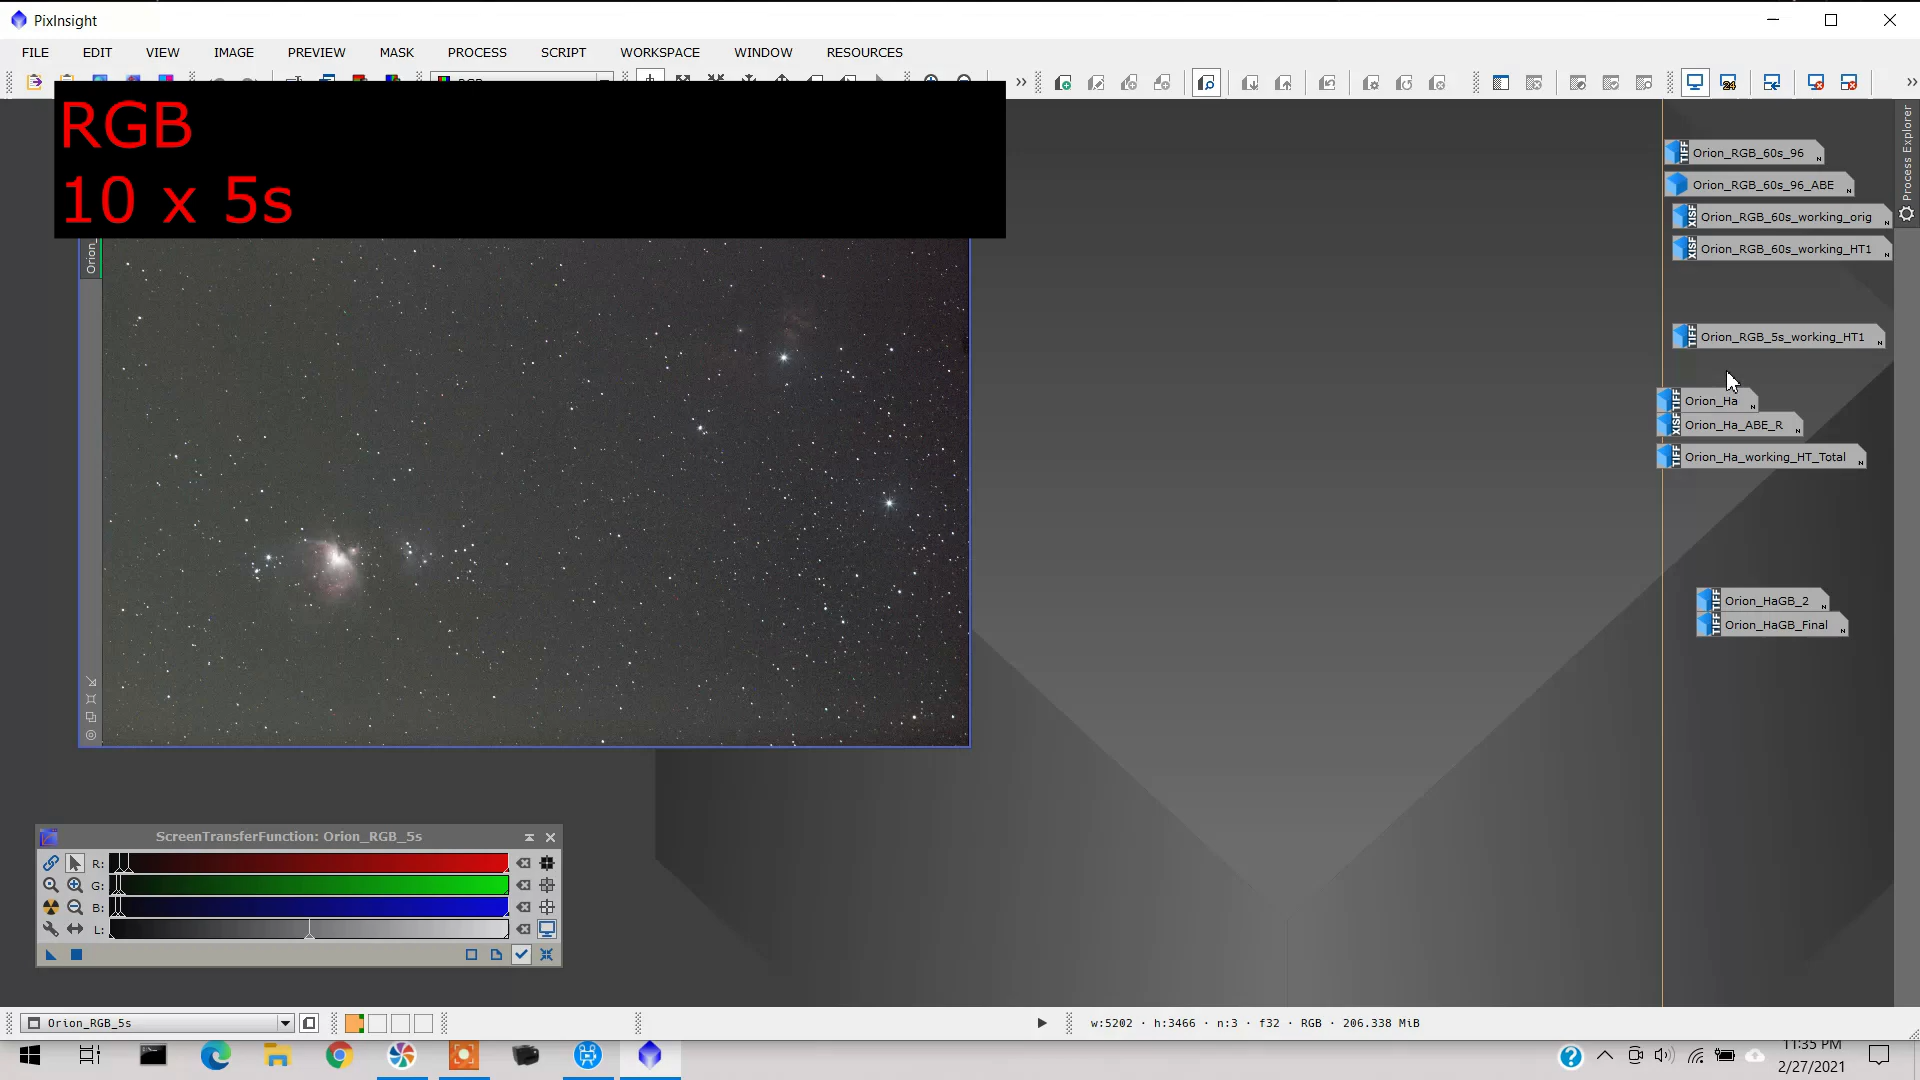 PixInsight
FILE EDIT VIEW IMAGE PREVIEW MASK PROCESS SCRIPT WORKSPACE WINDOW RESOURCES
RGB
10 x 5s
Process Explorer
Orion_RGB_60s_96
Orion_RGB_60s_96_ABE
Orion_RGB_60s_working_orig
Orion_RGB_60s_working_HT1
Orion_RGB_5s_working_HT1
Orion_Ha
Orion_Ha_ABE_R
Orion_Ha_working_HT_Total
Orion_HaGB_2
Orion_HaGB_Final
Orion_
ScreenTransferFunction: Orion_RGB_5s
R:
G:
B:
L:
Orion_RGB_5s
w:5202 · h:3466 · n:3 · f32 · RGB · 206.338 MiB
11:35 PM
2/27/2021